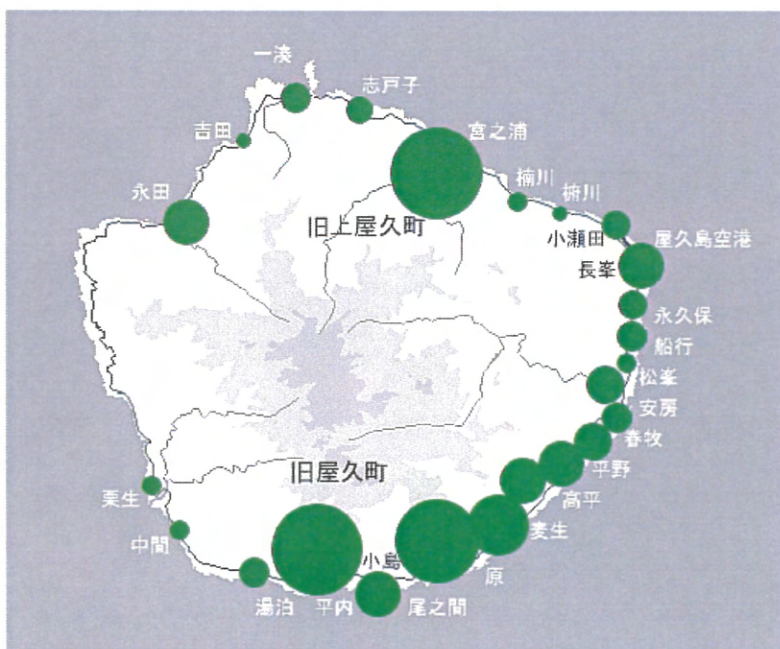 一湊
志戸子
吉田
宮之浦
永田
楠川
椨川
旧上屋久町
小瀬田
屋久島空港
長峯
永久保
船行
松峯
安房
春牧
平野
高平
麦生
原
旧屋久町
栗生
中間
小島
湯泊
平内
尾之間